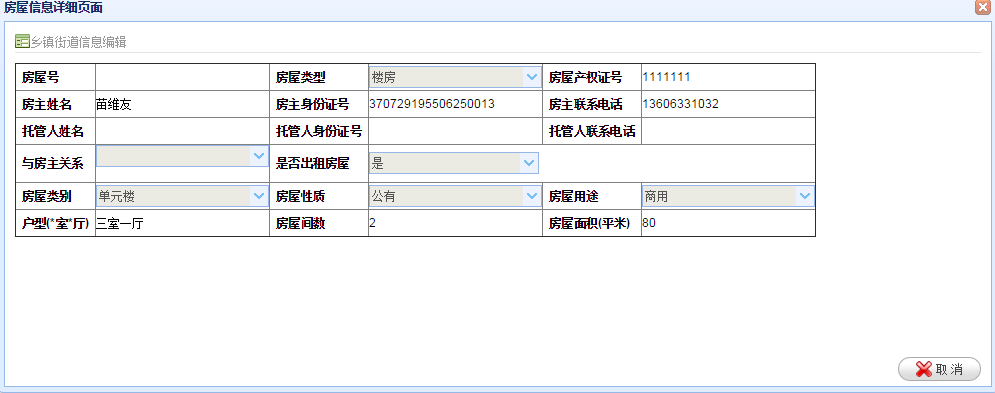 房屋信息详细页面
乡镇街道信息编辑
房屋号 房屋类型 楼房 房屋产权证号 1111111
房主姓名 苗维友 房主身份证号 370729195506250013 房主联系电话 13606331032
托管人姓名 托管人身份证号 托管人联系电话
与房主关系 是否出租房屋 是
房屋类别 单元楼 房屋性质 公有 房屋用途 商用
户型(*室*厅) 三室一厅 房屋间数 2 房屋面积(平米) 80
取消